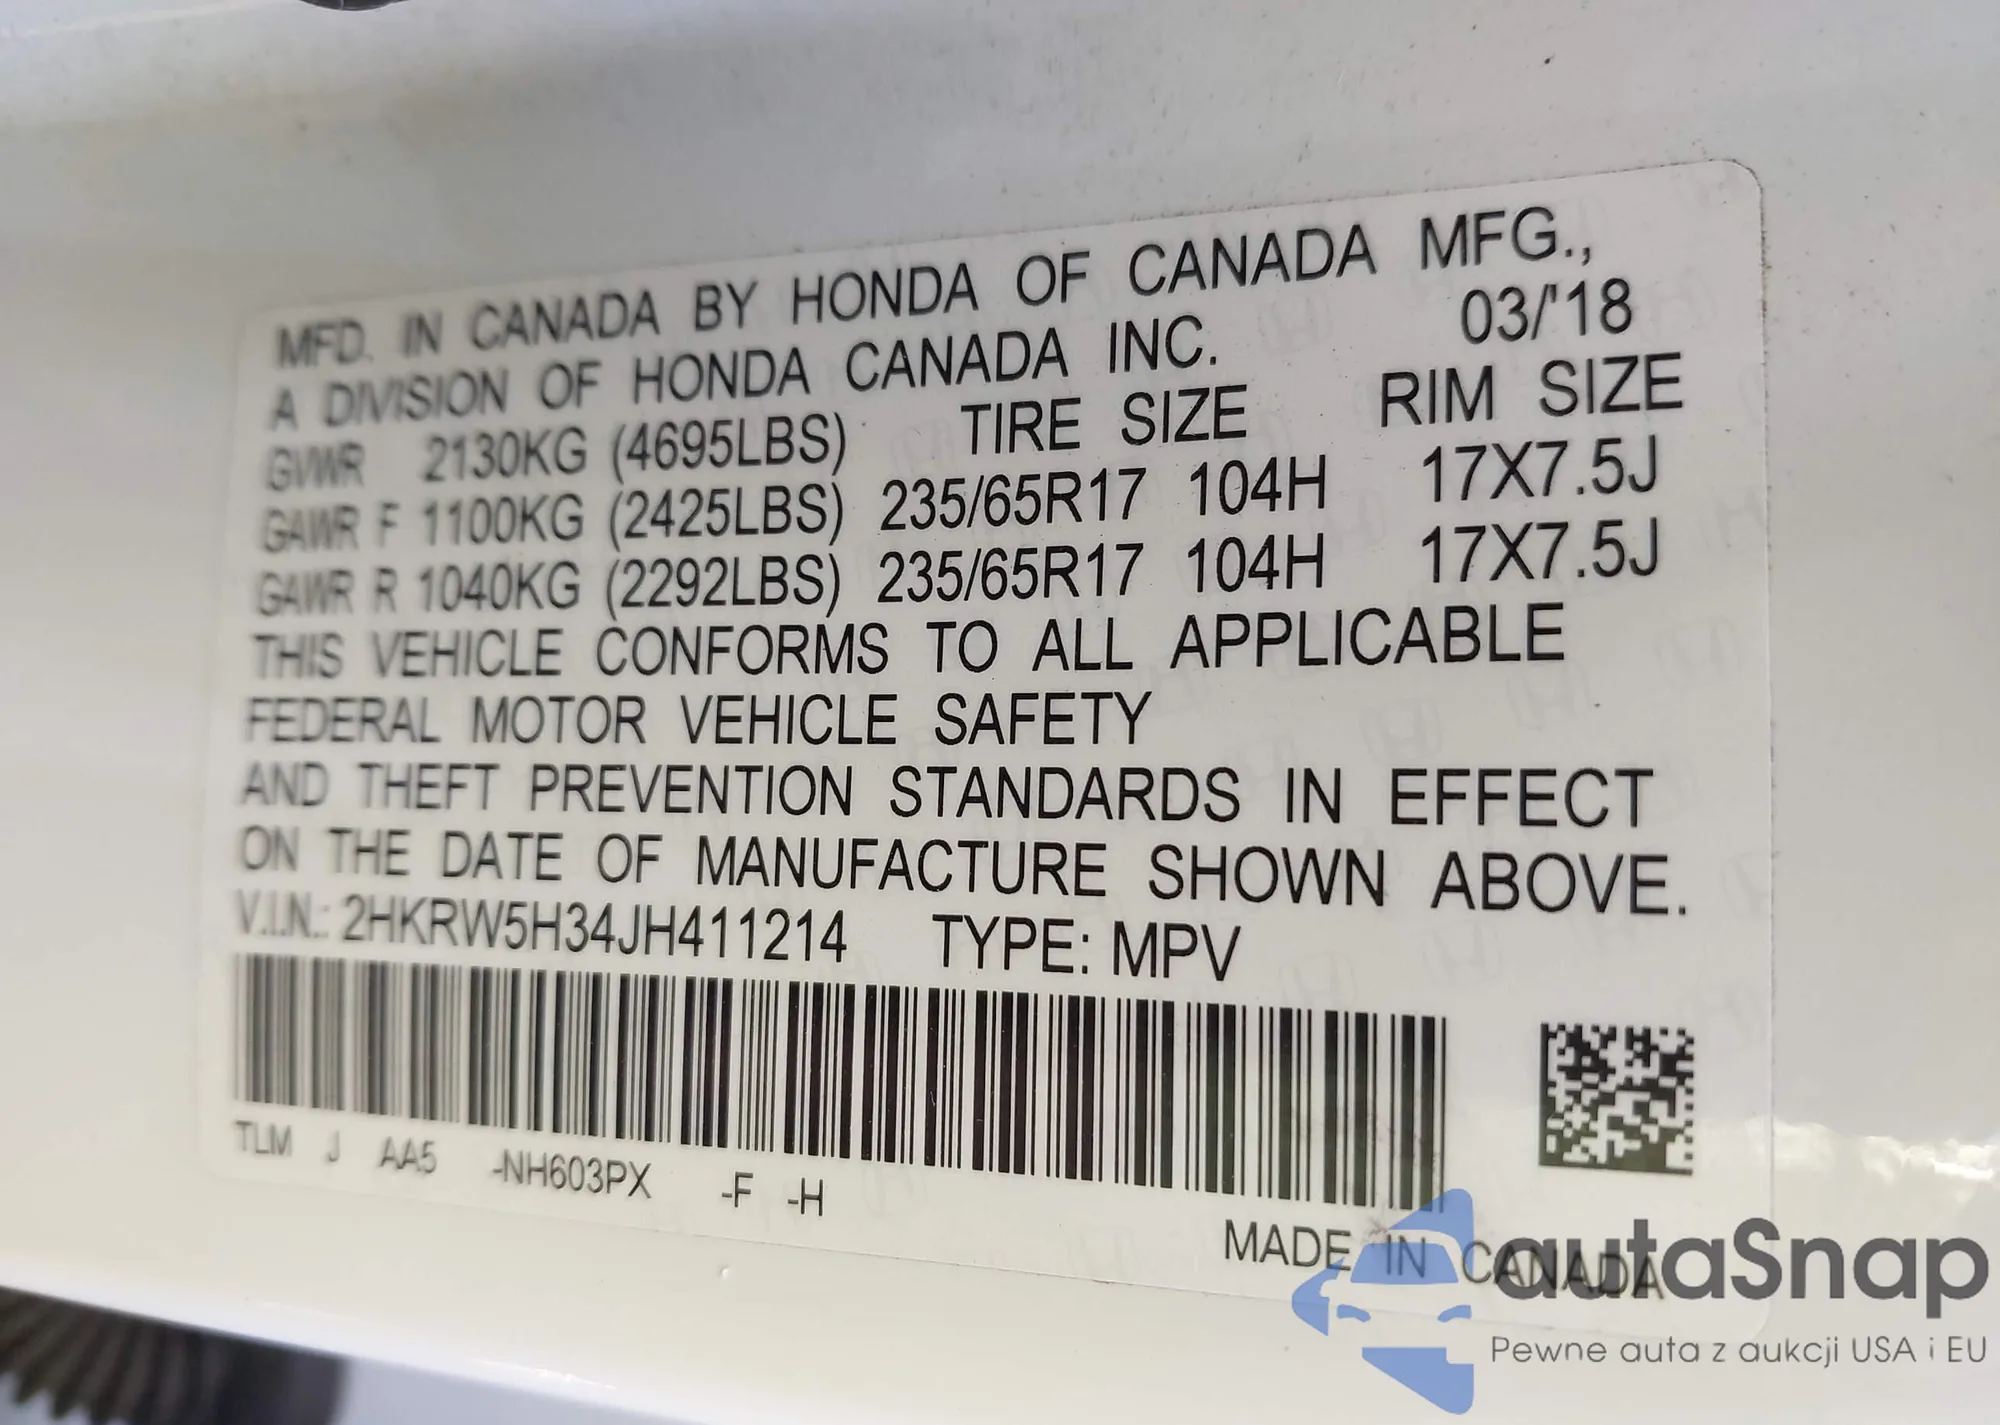 MFD. IN CANADA BY HONDA OF CANADA MFG.,
A DIVISION OF HONDA CANADA INC. 03/'18
GVWR 2130KG (4695LBS) TIRE SIZE RIM SIZE
GAWR F 1100KG (2425LBS) 235/65R17 104H 17X7.5J
GAWR R 1040KG (2292LBS) 235/65R17 104H 17X7.5J
THIS VEHICLE CONFORMS TO ALL APPLICABLE
FEDERAL MOTOR VEHICLE SAFETY
AND THEFT PREVENTION STANDARDS IN EFFECT
ON THE DATE OF MANUFACTURE SHOWN ABOVE.
V.I.N.: 2HKRW5H34JH411214 TYPE: MPV
TLM J AA5 -NH603PX -F -H
MADE IN CANADA
autaSnap
Pewne auta z aukcji USA i EU